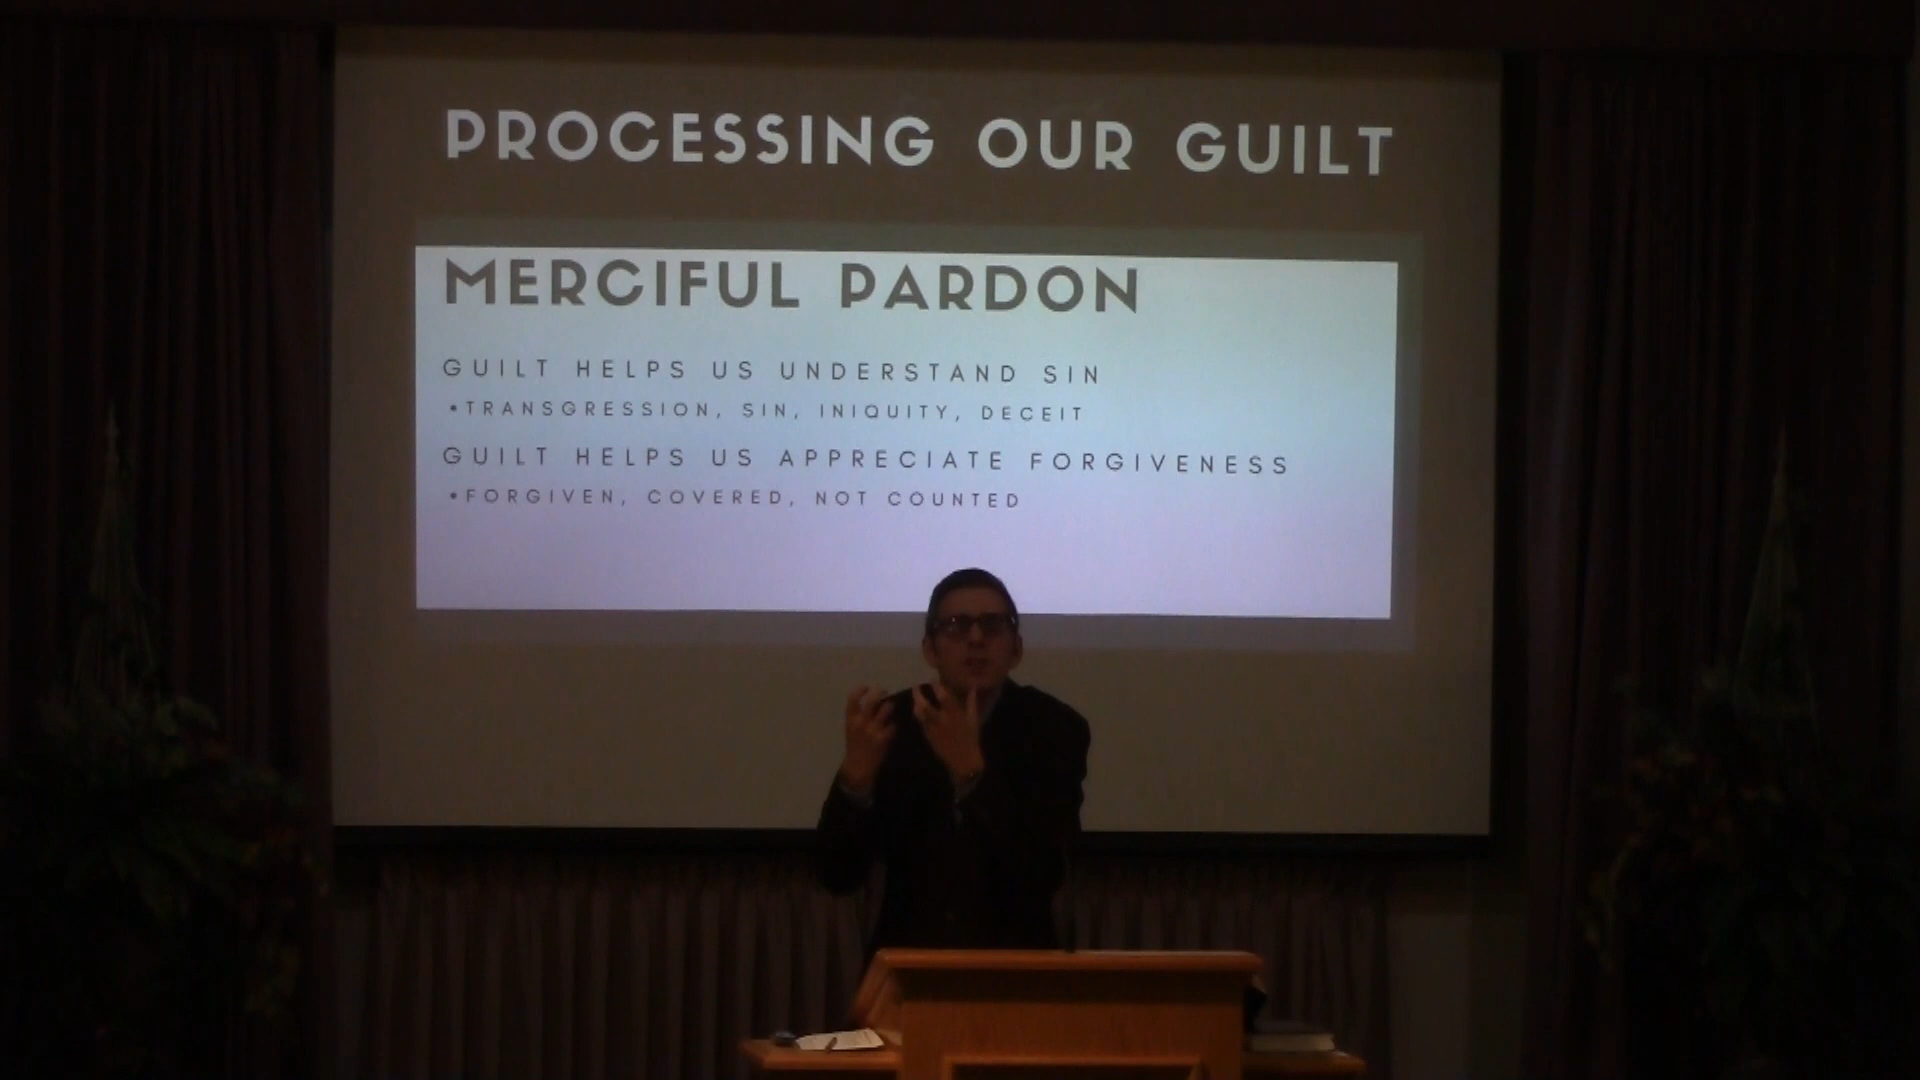 PROCESSING OUR GUILT
MERCIFUL PARDON
GUILT HELPS US UNDERSTAND SIN
•TRANSGRESSION, SIN, INIQUITY, DECEIT
GUILT HELPS US APPRECIATE FORGIVENESS
•FORGIVEN, COVERED, NOT COUNTED